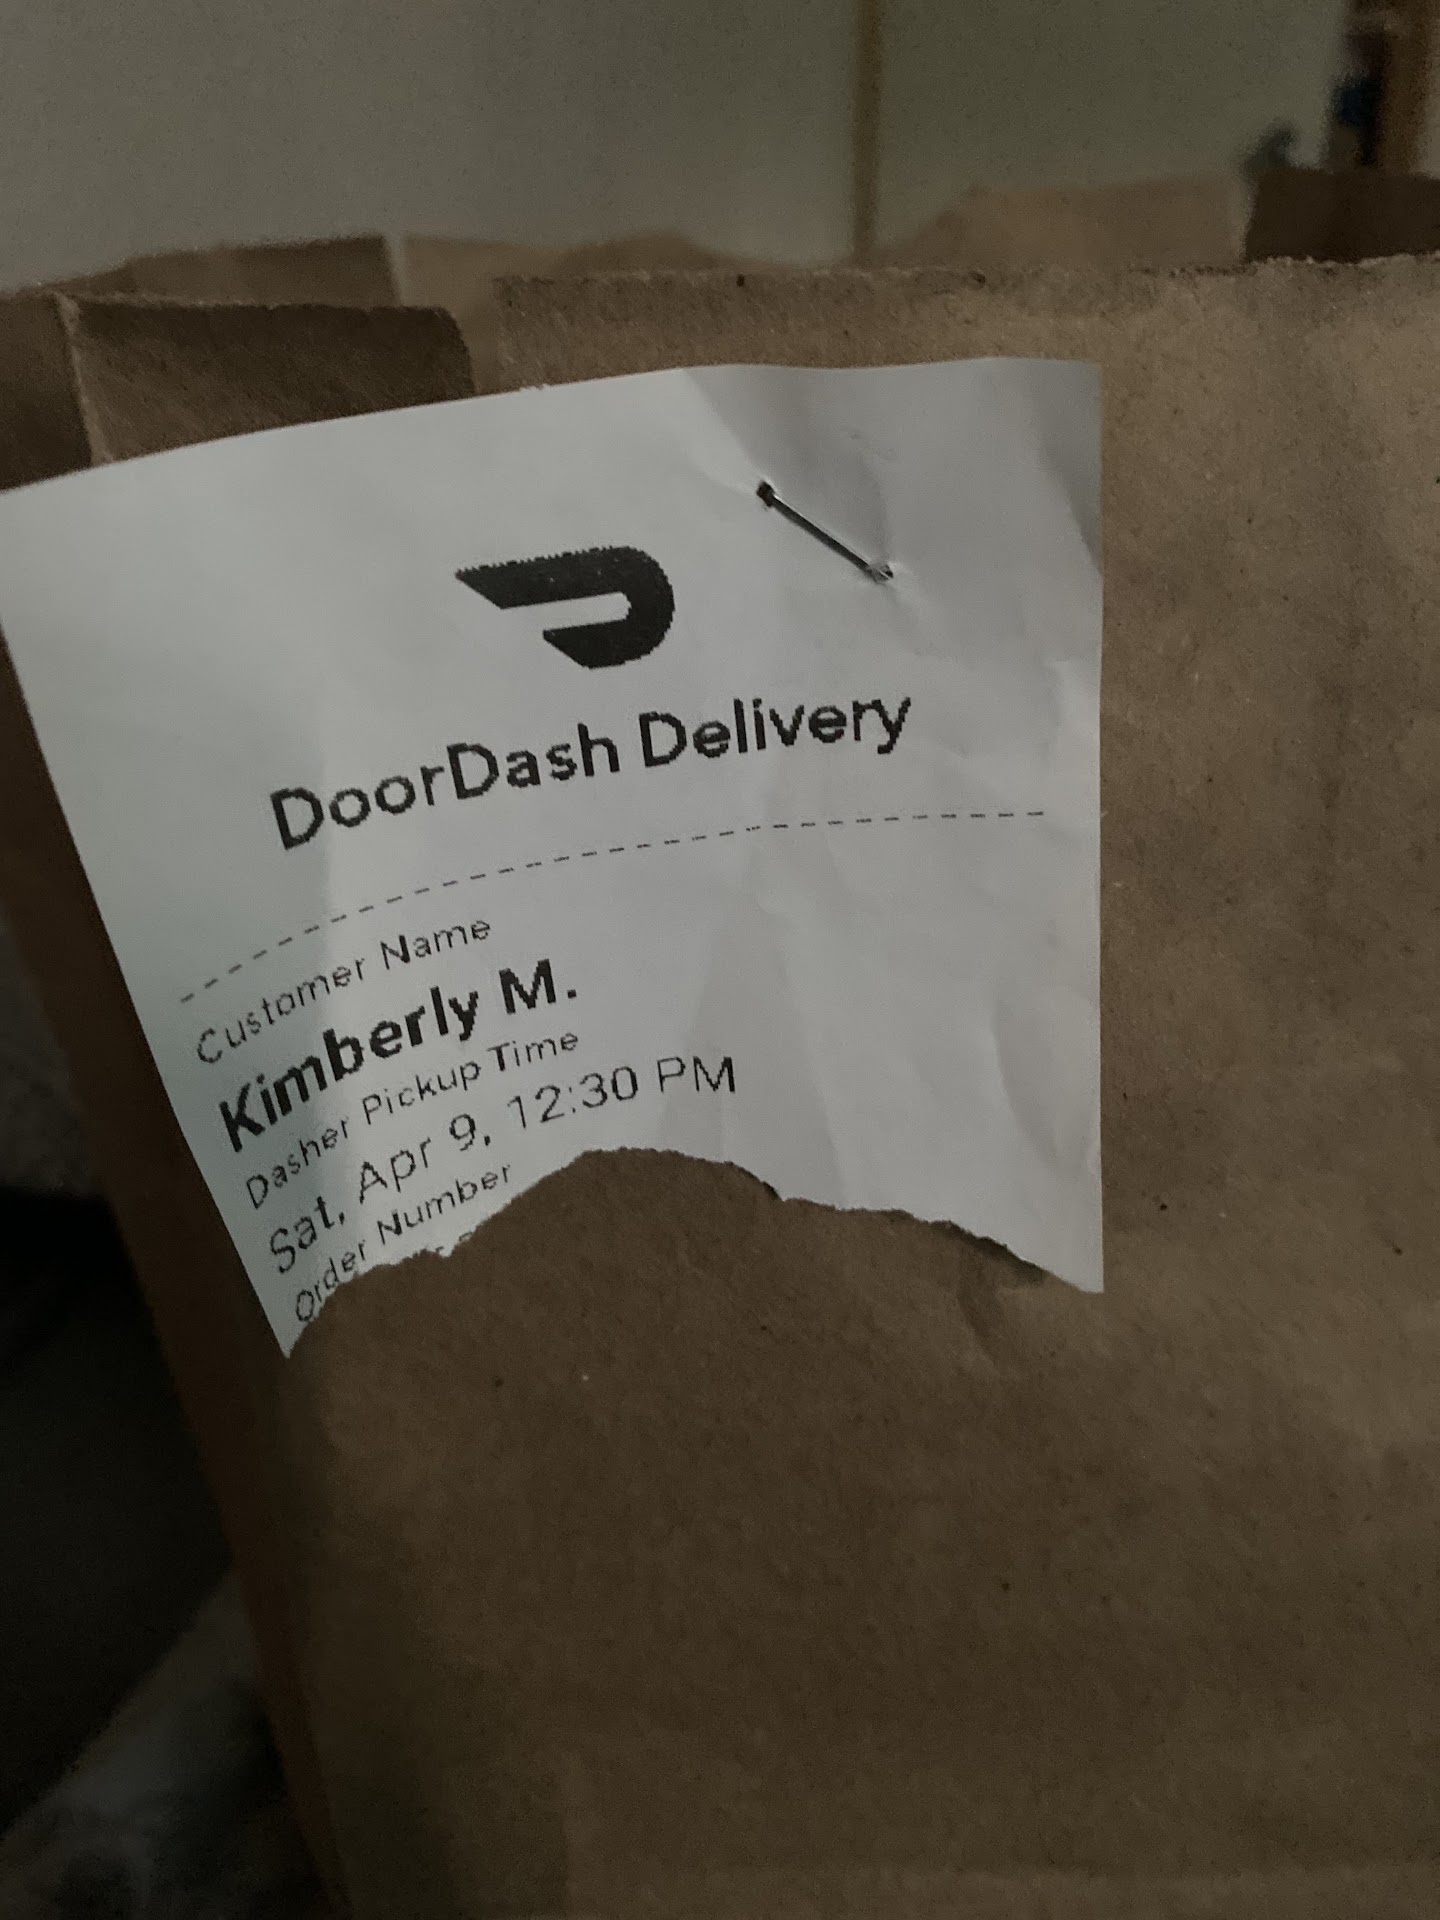 DoorDash Delivery
Customer Name
Kimberly M.
Dasher Pickup Time
Sat, Apr 9, 12:30 PM
Order Number